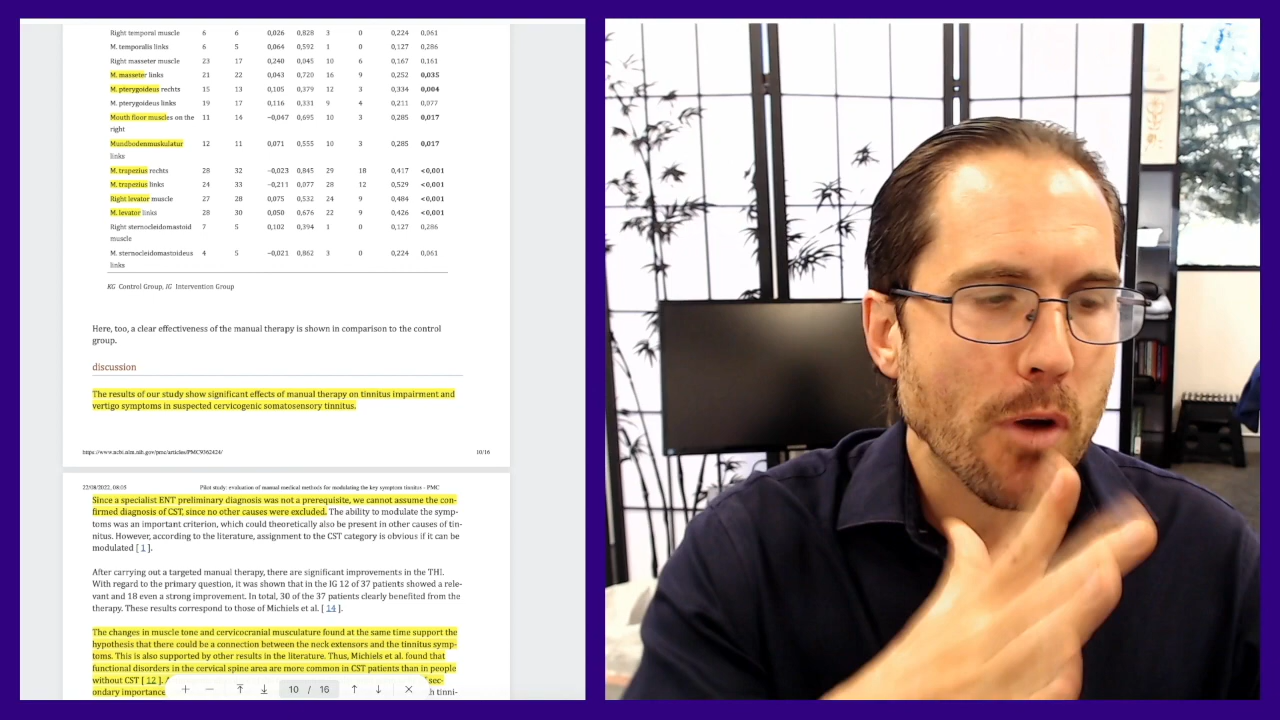 Right temporal muscle 6 6 0,026 0,828 3 0 0,224 0,061
M. temporalis links 6 5 0,064 0,592 1 0 0,127 0,286
Right masseter muscle 23 17 0,240 0,045 10 6 0,167 0,161
M. masseter links 21 22 0,043 0,720 16 9 0,252 0,035
M. pterygoideus rechts 15 13 0,105 0,379 12 3 0,334 0,004
M. pterygoideus links 19 17 0,116 0,331 9 4 0,211 0,077
Mouth floor muscles on the 11 14 −0,047 0,695 10 3 0,285 0,017
right
Mundbodenmuskulatur 12 11 0,071 0,555 10 3 0,285 0,017
links
M. trapezius rechts 28 32 −0,023 0,845 29 18 0,417 <0,001
M. trapezius links 24 33 −0,211 0,077 28 12 0,529 <0,001
Right levator muscle 27 28 0,075 0,532 24 9 0,484 <0,001
M. levator links 28 30 0,050 0,676 22 9 0,426 <0,001
Right sternocleidomastoid 7 5 0,102 0,394 1 0 0,127 0,286
muscle
M. sternocleidomastoideus 4 5 −0,021 0,862 3 0 0,224 0,061
links
KG Control Group, IG Intervention Group
Here, too, a clear effectiveness of the manual therapy is shown in comparison to the control
group.
discussion
The results of our study show significant effects of manual therapy on tinnitus impairment and
vertigo symptoms in suspected cervicogenic somatosensory tinnitus.
https://www.ncbi.nlm.nih.gov/pmc/articles/PMC9362424/ 10/16
22/08/2022, 08:05 Pilot study: evaluation of manual medical methods for modulating the key symptom tinnitus - PMC
Since a specialist ENT preliminary diagnosis was not a prerequisite, we cannot assume the con-
firmed diagnosis of CST, since no other causes were excluded. The ability to modulate the symp-
toms was an important criterion, which could theoretically also be present in other causes of tin-
nitus. However, according to the literature, assignment to the CST category is obvious if it can be
modulated [ 1 ].
After carrying out a targeted manual therapy, there are significant improvements in the THI.
With regard to the primary question, it was shown that in the IG 12 of 37 patients showed a rele-
vant and 18 even a strong improvement. In total, 30 of the 37 patients clearly benefited from the
therapy. These results correspond to those of Michiels et al. [ 14 ].
The changes in muscle tone and cervicocranial musculature found at the same time support the
hypothesis that there could be a connection between the neck extensors and the tinnitus symp-
toms. This is also supported by other results in the literature. Thus, Michiels et al. found that
functional disorders in the cervical spine area are more common in CST patients than in people
without CST [ 12 ]. sec-
ondary importance h tinni-
10 / 16